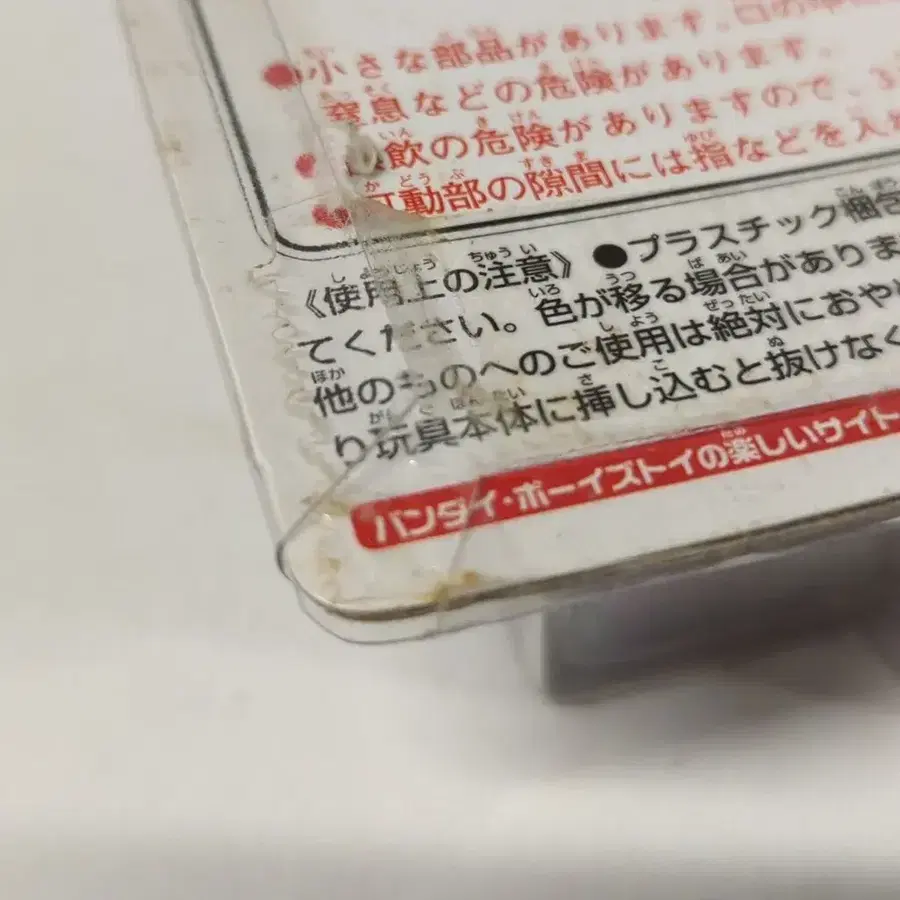 ●小さな部品があります。口の中
窒息などの危険があります。
● 飲の危険がありますので、3
● 動部の隙間には指などを入
《使用上の注意》 ●プラスチック梱包
てください。色が移る場合がありま
他のものへのご使用は絶対におや
り玩具本体に挿し込むと抜けなく
バンダイ・ボーイズトイの楽しいサイト